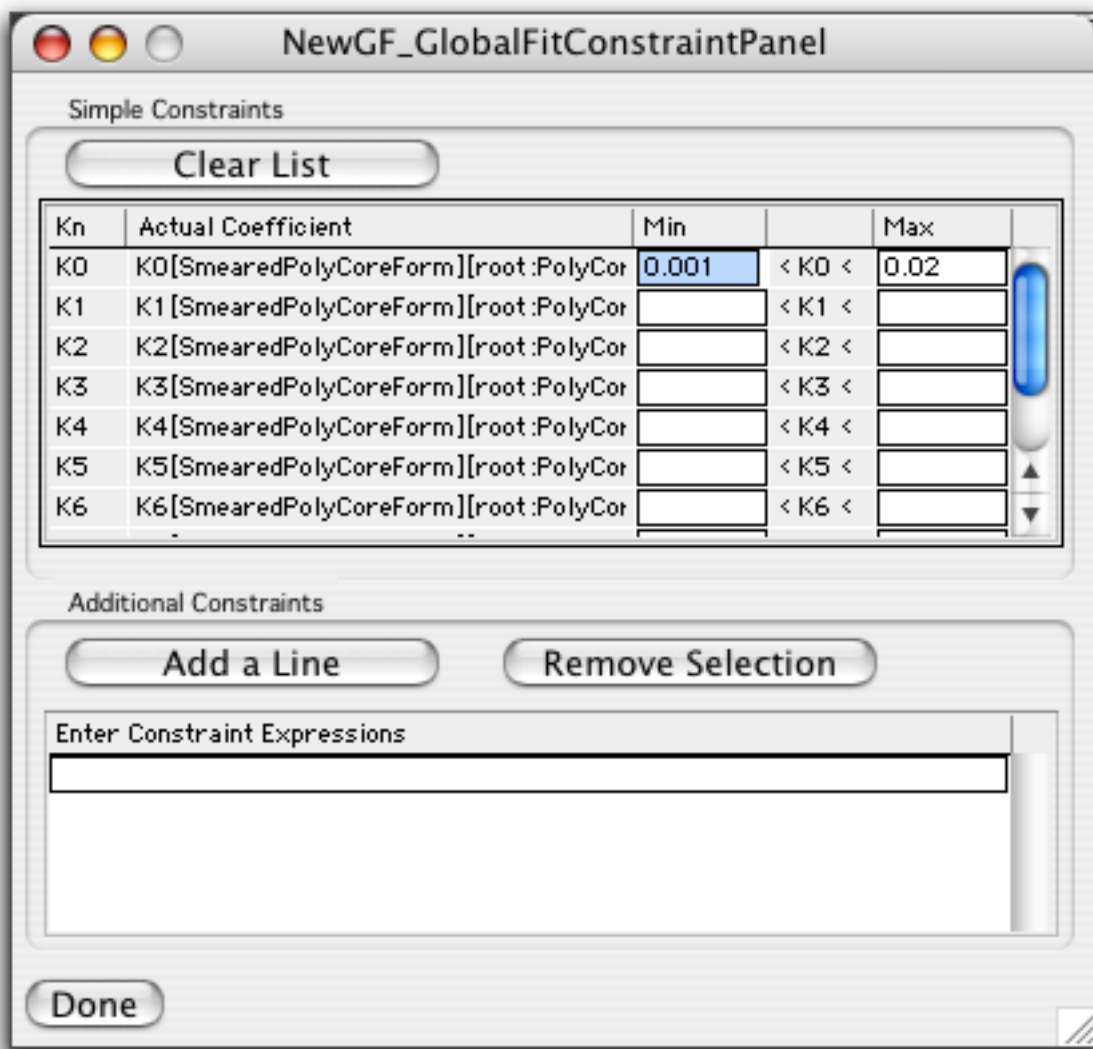 NewGF_GlobalFitConstraintPanel
Simple Constraints
Clear List
Kn Actual Coefficient Min Max
K0 K0[SmearedPolyCoreForm][root:PolyCor 0.001 < K0 < 0.02
K1 K1[SmearedPolyCoreForm][root:PolyCor < K1 <
K2 K2[SmearedPolyCoreForm][root:PolyCor < K2 <
K3 K3[SmearedPolyCoreForm][root:PolyCor < K3 <
K4 K4[SmearedPolyCoreForm][root:PolyCor < K4 <
K5 K5[SmearedPolyCoreForm][root:PolyCor < K5 <
K6 K6[SmearedPolyCoreForm][root:PolyCor < K6 <
Additional Constraints
Add a Line Remove Selection
Enter Constraint Expressions
Done